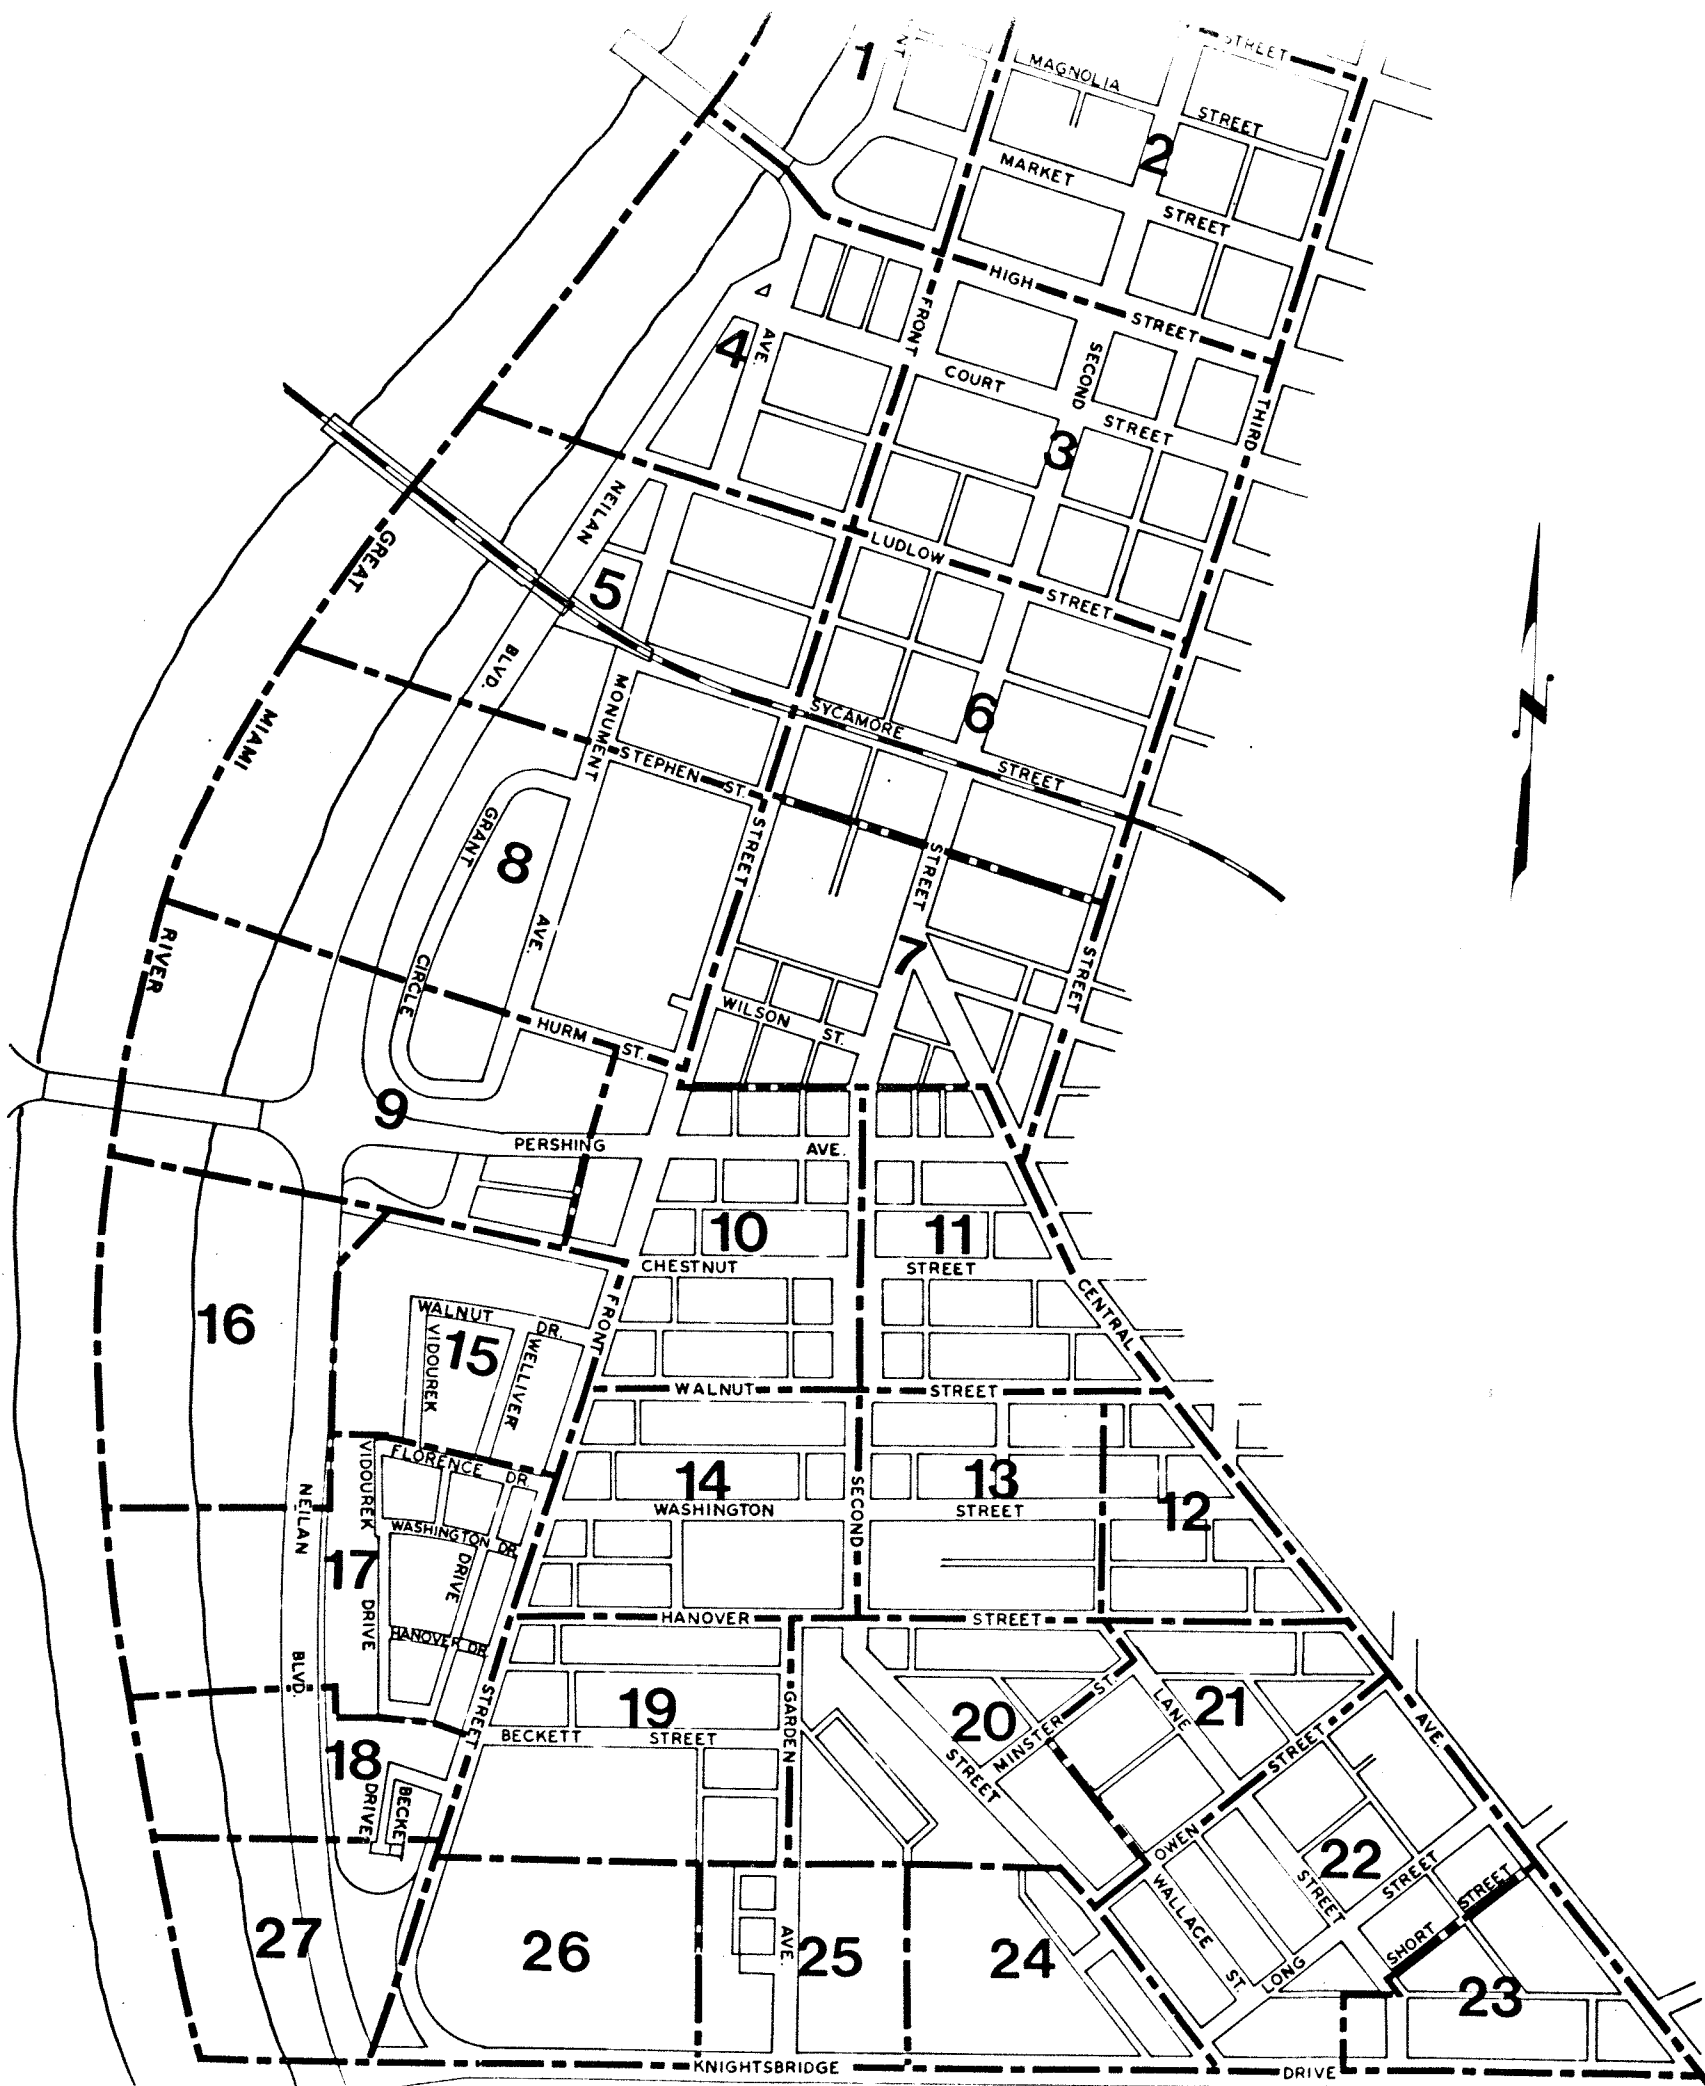 1
NT
STREET
MAGNOLIA
STREET
2
MARKET
STREET
HIGH
STREET
4
AVE.
FRONT
COURT
SECOND
STREET
THIRD
3
NEILAN
LUDLOW
STREET
GREAT
5
BLVD.
MONUMENT
SYCAMORE
6
STREET
MIAMI
STEPHEN ST.
GRANT
8
STREET
STREET
AVE.
7
RIVER
CIRCLE
STREET
WILSON ST.
HURM ST.
9
PERSHING AVE.
10
11
CHESTNUT STREET
CENTRAL
16
WALNUT DR.
15
VIDOUREK
WELLIVER
FRONT
WALNUT STREET
FLORENCE DR.
VIDOUREK
14
13
SECOND
WASHINGTON STREET
12
NEILAN
WASHINGTON DR.
17
DRIVE
DRIVE
HANOVER STREET
HANOVER DR.
BLVD.
STREET
19
GARDEN
20
MINSTER ST.
LANE
21
AVE.
BECKETT STREET
STREET
STREET
18
DRIVE
BECKE
OWEN
22
STREET
STREET
WALLACE
ST.
SHORT STREET
LONG
27
26
AVE.
25
24
23
KNIGHTSBRIDGE DRIVE
N